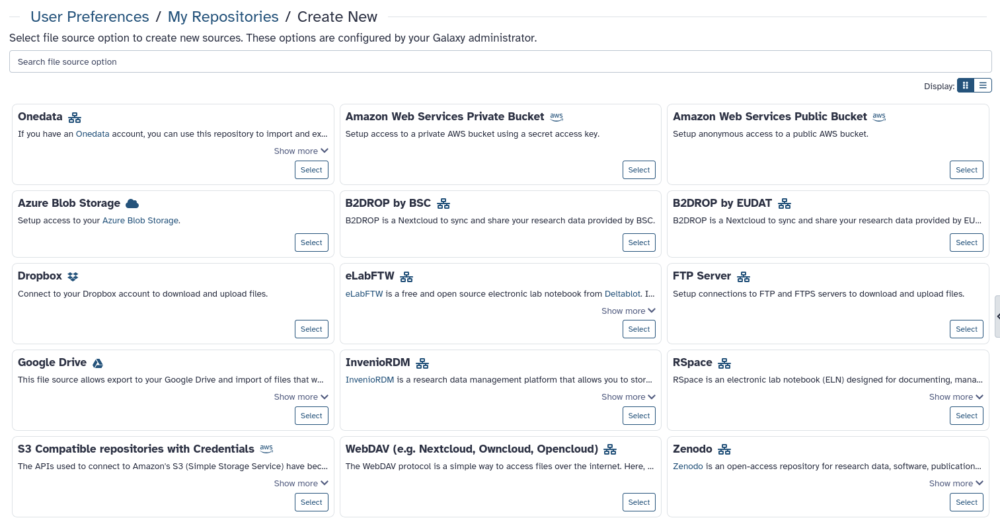 User Preferences / My Repositories / Create New
Select file source option to create new sources. These options are configured by your Galaxy administrator.
Search file source option
Display:
Onedata
If you have an Onedata account, you can use this repository to import and ex...
Show more
Select
Amazon Web Services Private Bucket aws
Setup access to a private AWS bucket using a secret access key.
Select
Amazon Web Services Public Bucket aws
Setup anonymous access to a public AWS bucket.
Select
Azure Blob Storage
Setup access to your Azure Blob Storage.
Select
B2DROP by BSC
B2DROP is a Nextcloud to sync and share your research data provided by BSC.
Select
B2DROP by EUDAT
B2DROP is a Nextcloud to sync and share your research data provided by EU...
Select
Dropbox
Connect to your Dropbox account to download and upload files.
Select
eLabFTW
eLabFTW is a free and open source electronic lab notebook from Deltablot. I...
Show more
Select
FTP Server
Setup connections to FTP and FTPS servers to download and upload files.
Select
Google Drive
This file source allows export to your Google Drive and import of files that w...
Show more
Select
InvenioRDM
InvenioRDM is a research data management platform that allows you to stor...
Show more
Select
RSpace
RSpace is an electronic lab notebook (ELN) designed for documenting, mana...
Show more
Select
S3 Compatible repositories with Credentials aws
The APIs used to connect to Amazon's S3 (Simple Storage Service) have bec...
Show more
Select
WebDAV (e.g. Nextcloud, Owncloud, Opencloud)
The WebDAV protocol is a simple way to access files over the internet. Here, ...
Select
Zenodo
Zenodo is an open-access repository for research data, software, publication...
Show more
Select